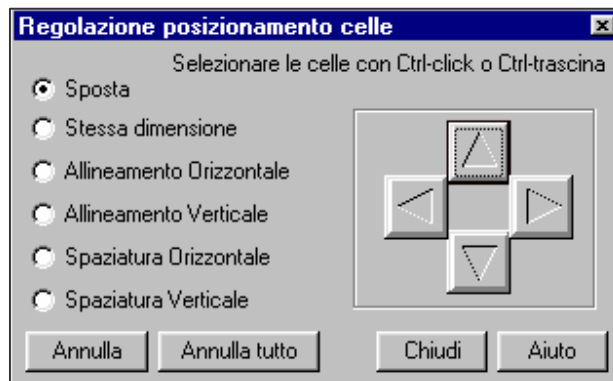 Regolazione posizionamento celle
Selezionare le celle con Ctrl-click o Ctrl-trascina
Sposta
Stessa dimensione
Allineamento Orizzontale
Allineamento Verticale
Spaziatura Orizzontale
Spaziatura Verticale
Annulla Annulla tutto Chiudi Aiuto